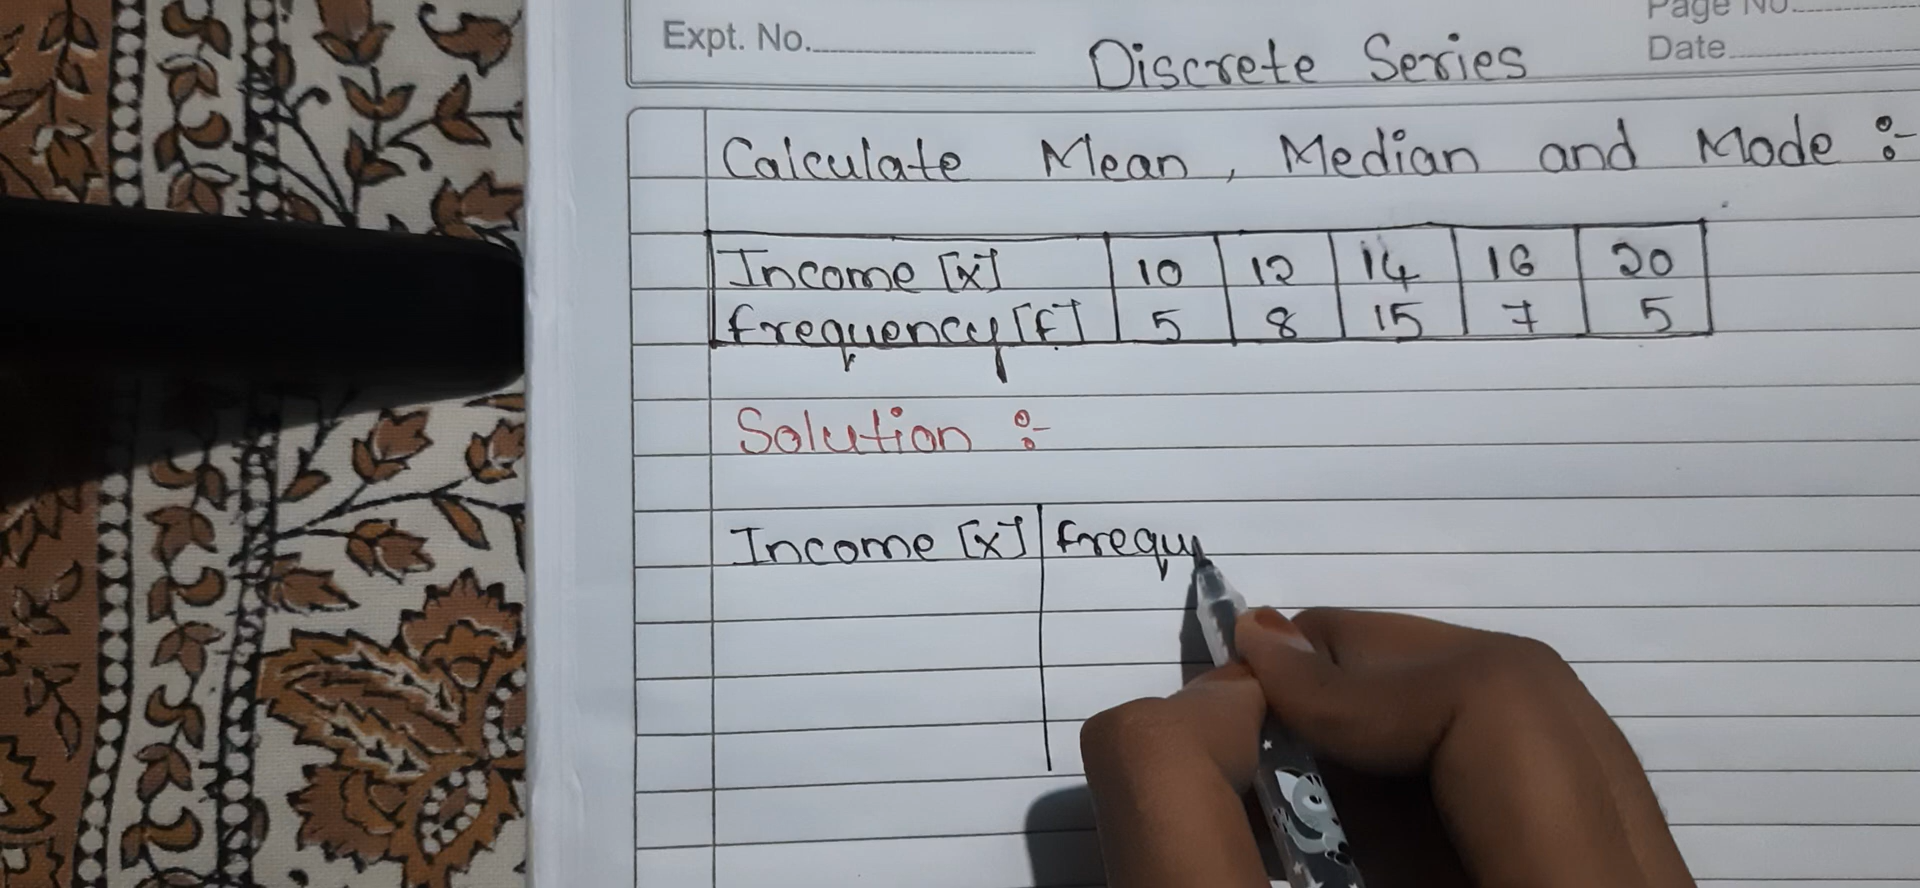 Page No.
Expt. No.
Date
Discrete Series
Calculate Mean, Median and Mode :-
Income [x] 10 12 14 16 20
frequency [f] 5 8 15 7 5
Solution :-
Income [x] frequ